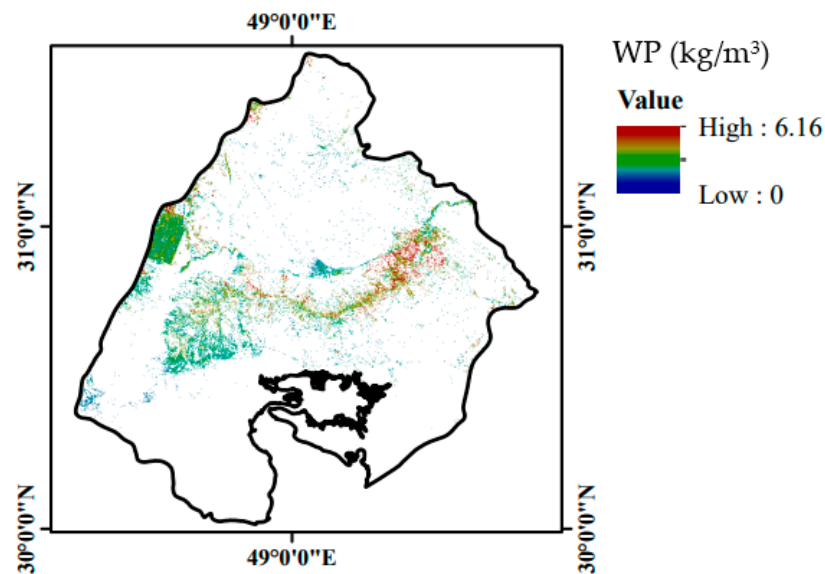 49°0'0"E
WP (kg/m³)
Value
High : 6.16
Low : 0
31°0'0"N
31°0'0"N
30°0'0"N
30°0'0"N
49°0'0"E